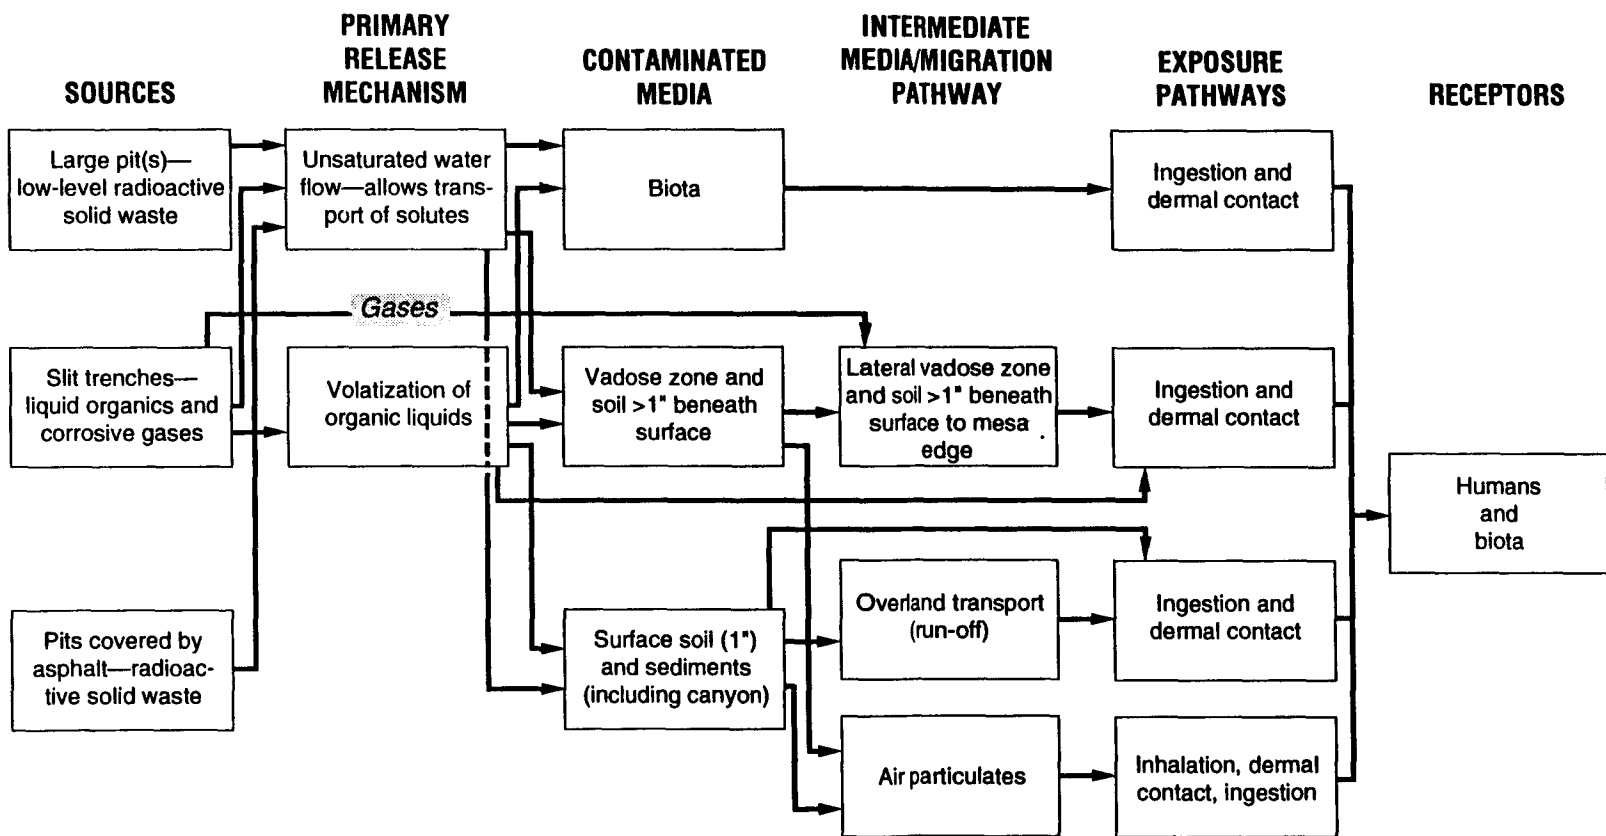 SOURCES
PRIMARY
RELEASE
MECHANISM
CONTAMINATED
MEDIA
INTERMEDIATE
MEDIA/MIGRATION
PATHWAY
EXPOSURE
PATHWAYS
RECEPTORS
Large pit(s)—
low-level radioactive
solid waste
Unsaturated water
flow—allows trans-
port of solutes
Biota
Ingestion and
dermal contact
Gases
Slit trenches—
liquid organics and
corrosive gases
Volatization of
organic liquids
Vadose zone and
soil >1" beneath
surface
Lateral vadose zone
and soil >1" beneath
surface to mesa
edge
Ingestion and
dermal contact
Humans
and
biota
Pits covered by
asphalt—radioac-
tive solid waste
Surface soil (1")
and sediments
(including canyon)
Overland transport
(run-off)
Ingestion and
dermal contact
Air particulates
Inhalation, dermal
contact, ingestion